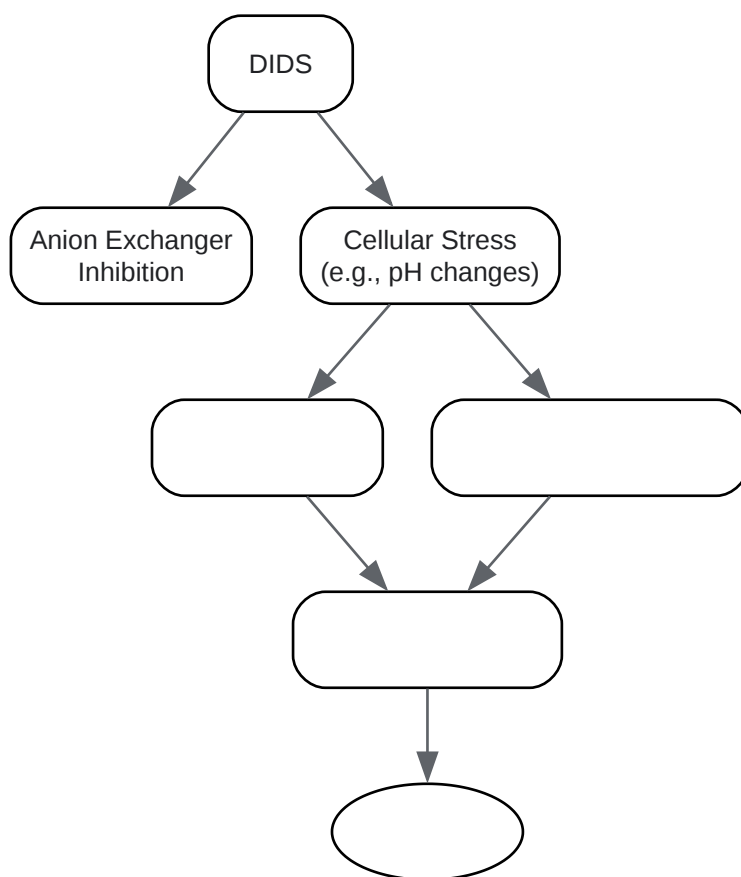 DIDS
Anion Exchanger
Inhibition
Cellular Stress
(e.g., pH changes)